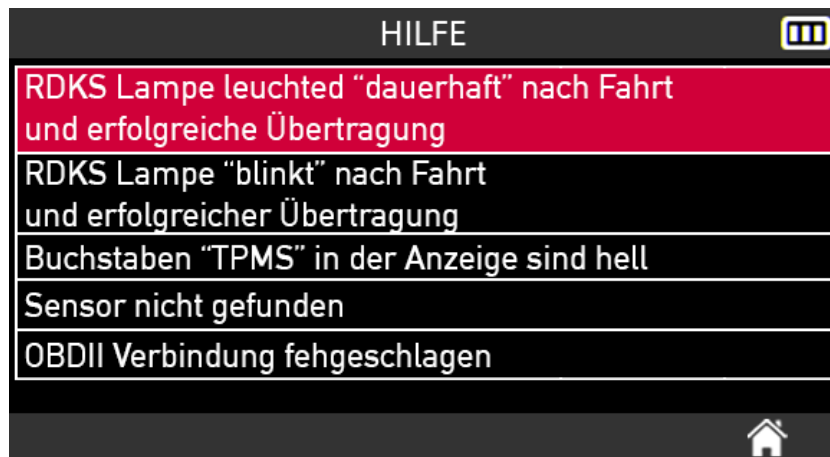 HILFE
RDKS Lampe leuchted “dauerhaft” nach Fahrt
und erfolgreiche Übertragung
RDKS Lampe “blinkt” nach Fahrt
und erfolgreicher Übertragung
Buchstaben “TPMS” in der Anzeige sind hell
Sensor nicht gefunden
OBDII Verbindung fehgeschlagen